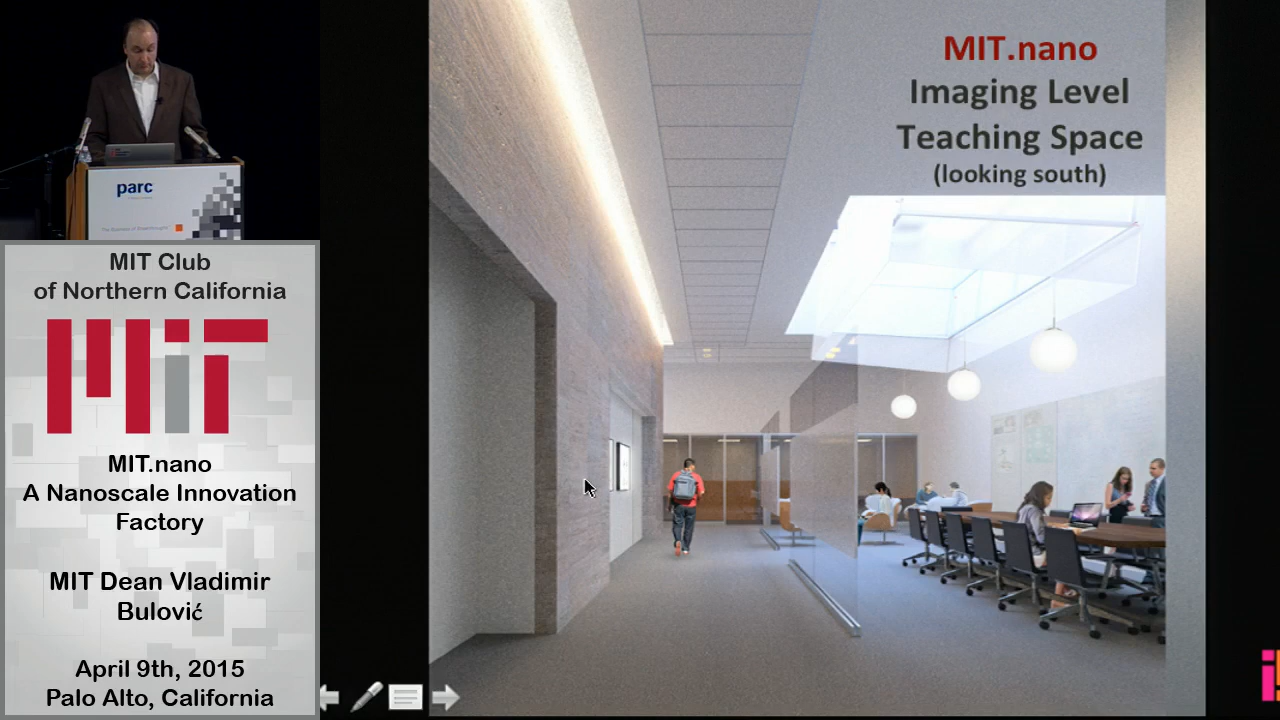 parc
MIT Club
of Northern California
MIT
MIT.nano
A Nanoscale Innovation
Factory
MIT Dean Vladimir
Bulović
April 9th, 2015
Palo Alto, California
MIT.nano
Imaging Level
Teaching Space
(looking south)